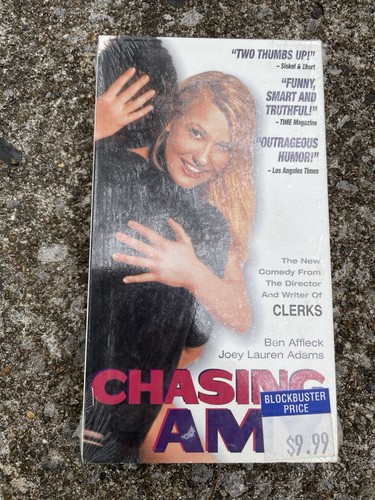 "TWO THUMBS UP!"
– Siskel & Ebert
"FUNNY,
SMART AND
TRUTHFUL!"
– TIME Magazine
"OUTRAGEOUS
HUMOR!"
– Los Angeles Times
The New
Comedy From
The Director
And Writer Of
CLERKS
Ben Affleck
Joey Lauren Adams
CHASING
AM
BLOCKBUSTER
PRICE
$9.99